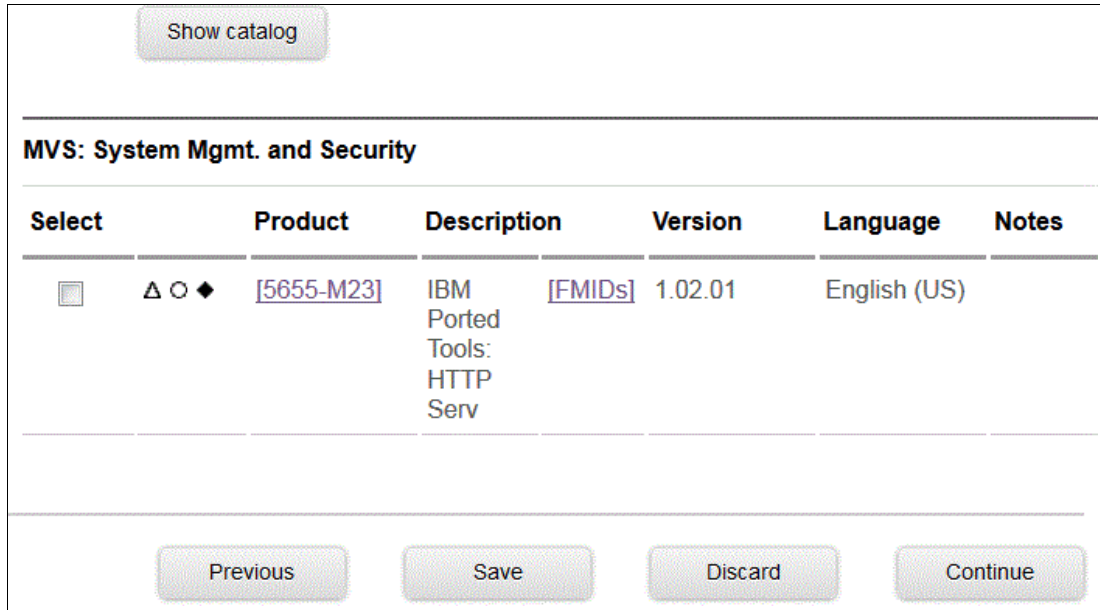 Show catalog
MVS: System Mgmt. and Security
Select Product Description Version Language Notes
Δ ○ ◆ [5655-M23] IBM [FMIDs] 1.02.01 English (US)
Ported
Tools:
HTTP
Serv
Previous Save Discard Continue